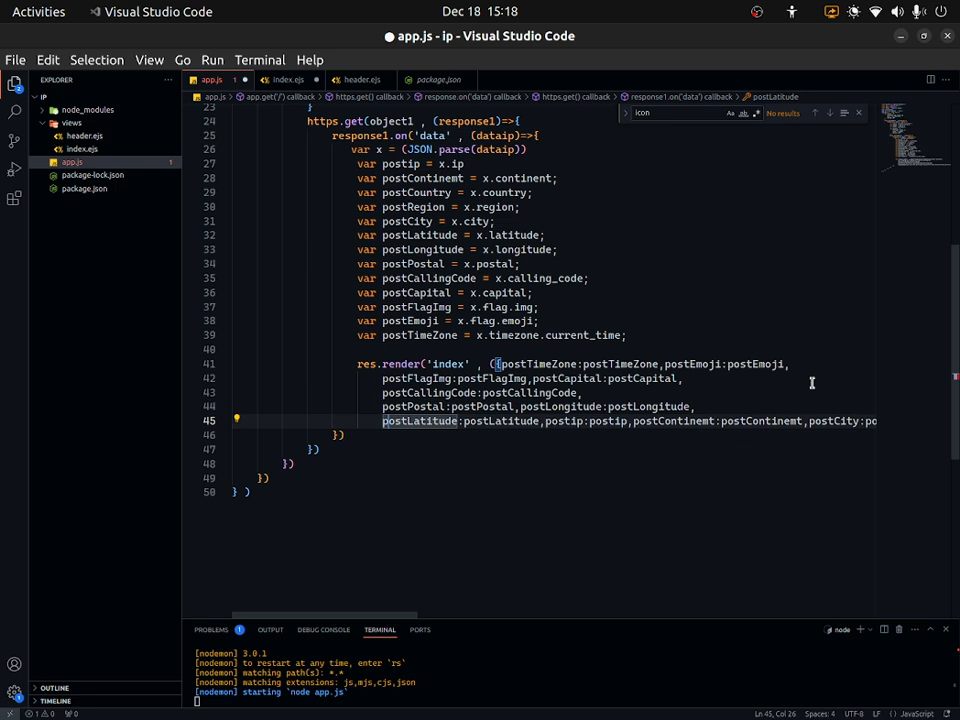 Activities
Visual Studio Code
Dec 18 15:18
app.js - ip - Visual Studio Code
File Edit Selection View Go Run Terminal Help
EXPLORER
app.js 1
index.ejs
header.ejs
package.json
IP
node_modules
views
header.ejs
index.ejs
app.js 1
package-lock.json
package.json
app.js > app.get('/') callback > https.get() callback > response.on('data') callback > https.get() callback > response1.on('data') callback > postLatitude
icon
Aa ab .*
No results
23 }
24 https.get(object1 , (response1)=>{
25 response1.on('data' , (dataip)=>{
26 var x = (JSON.parse(dataip))
27 var postip = x.ip
28 var postContinemt = x.continent;
29 var postCountry = x.country;
30 var postRegion = x.region;
31 var postCity = x.city;
32 var postLatitude = x.latitude;
33 var postLongitude = x.longitude;
34 var postPostal = x.postal;
35 var postCallingCode = x.calling_code;
36 var postCapital = x.capital;
37 var postFlagImg = x.flag.img;
38 var postEmoji = x.flag.emoji;
39 var postTimeZone = x.timezone.current_time;
40
41 res.render('index' , ({postTimeZone:postTimeZone,postEmoji:postEmoji,
42 postFlagImg:postFlagImg,postCapital:postCapital,
43 postCallingCode:postCallingCode,
44 postPostal:postPostal,postLongitude:postLongitude,
45 postLatitude:postLatitude,postip:postip,postContinemt:postContinemt,postCity:po
46 })
47 })
48 })
49 })
50 } )
PROBLEMS 1 OUTPUT DEBUG CONSOLE TERMINAL PORTS
node
[nodemon] 3.0.1
[nodemon] to restart at any time, enter `rs`
[nodemon] watching path(s): *.*
[nodemon] watching extensions: js,mjs,cjs,json
[nodemon] starting `node app.js`
OUTLINE
TIMELINE
1 0
0
Ln 45, Col 26 Spaces: 4 UTF-8 LF { } JavaScript